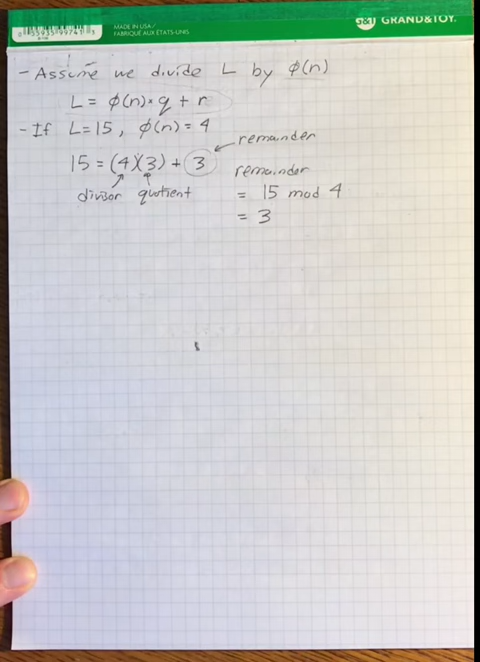 MADE IN USA /
FABRIQUÉ AUX ÉTATS-UNIS
G&T GRAND&TOY.
- Assume we divide L by φ(n)
L = φ(n)·q + r
- If L=15, φ(n)=4
15 = (4)(3) + 3
remainder
divisor quotient
remainder
= 15 mod 4
= 3